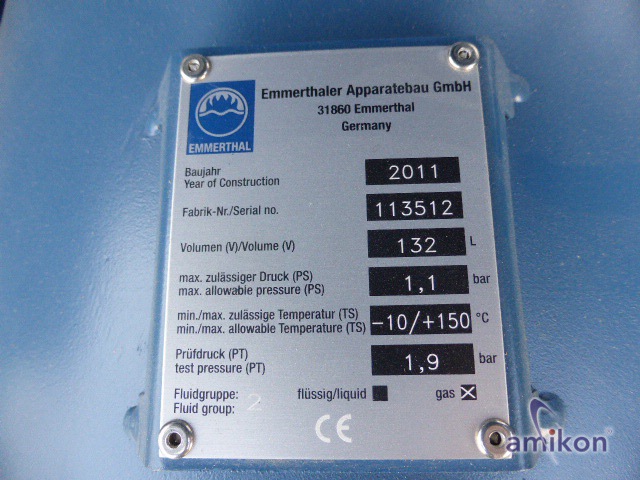 EMMERTHAL
Emmerthaler Apparatebau GmbH
31860 Emmerthal
Germany
Baujahr
Year of Construction
2011
Fabrik-Nr./Serial no.
113512
Volumen (V)/Volume (V)
132 L
max. zulässiger Druck (PS)
max. allowable pressure (PS)
1,1 bar
min./max. zulässige Temperatur (TS)
min./max. allowable Temperature (TS)
-10/+150 °C
Prüfdruck (PT)
test pressure (PT)
1,9 bar
Fluidgruppe:
Fluid group:
2
flüssig/liquid
gas
CE
amikon